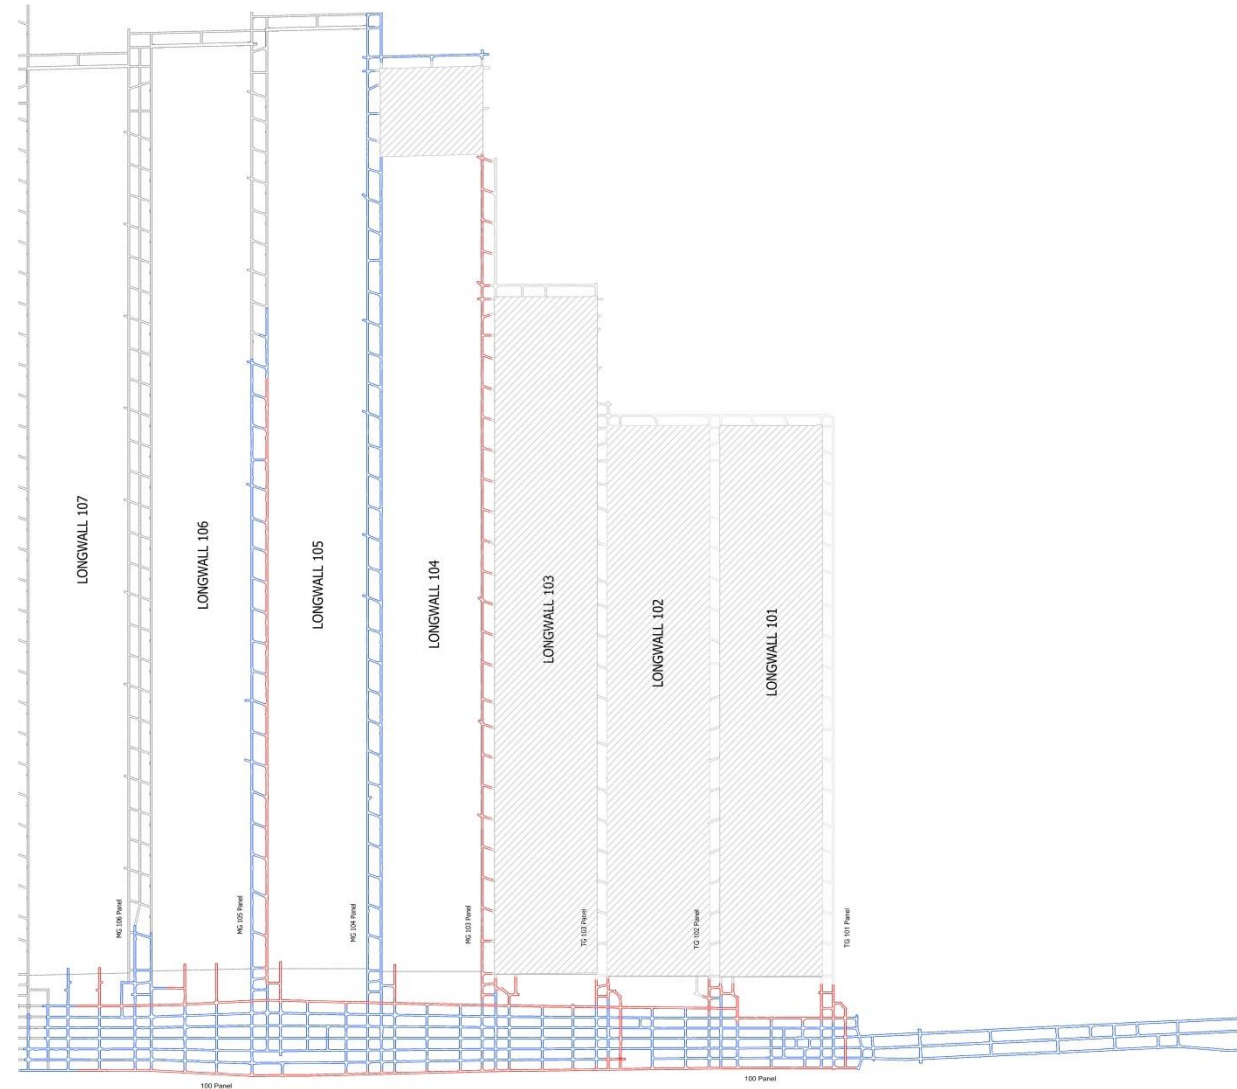 LONGWALL 107
LONGWALL 106
LONGWALL 105
LONGWALL 104
LONGWALL 103
LONGWALL 102
LONGWALL 101
MG 106 Panel
MG 105 Panel
MG 104 Panel
MG 103 Panel
TG 103 Panel
TG 102 Panel
TG 101 Panel
100 Panel
100 Panel